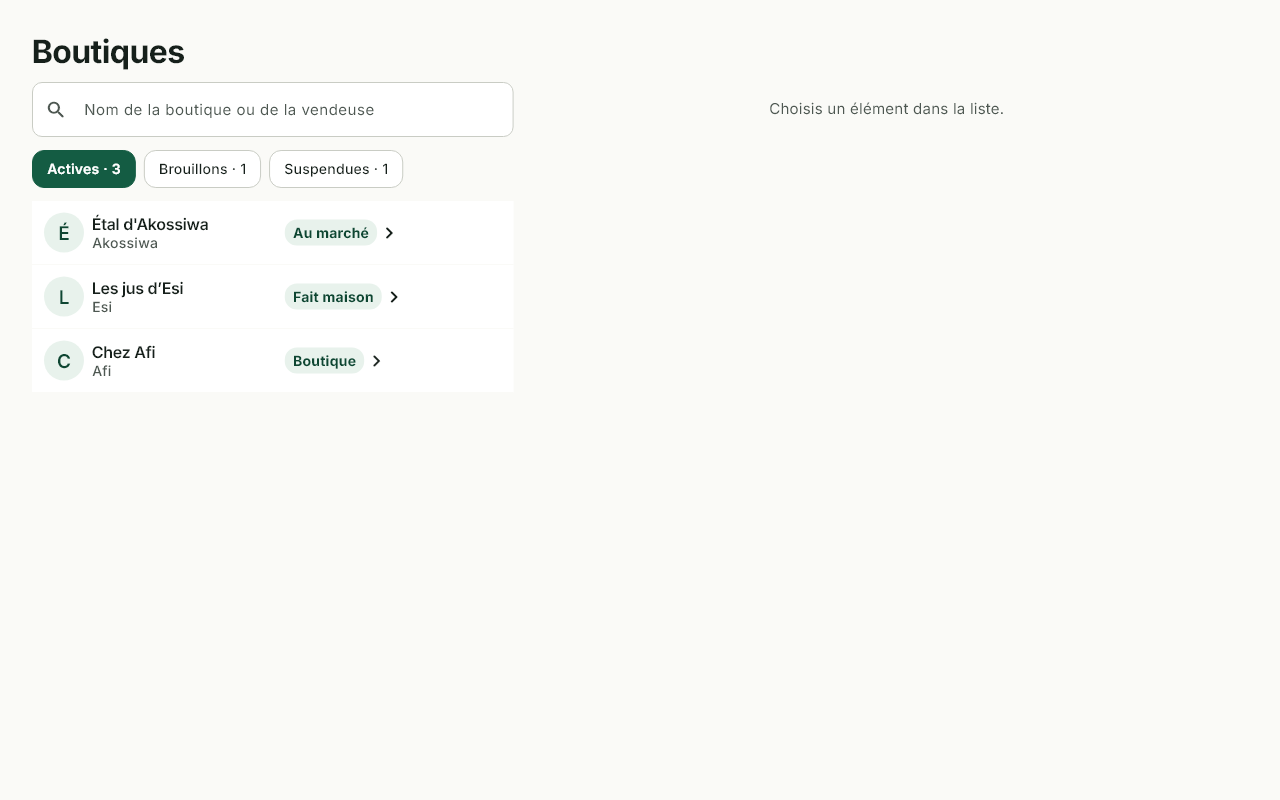 Boutiques
Nom de la boutique ou de la vendeuse
Choisis un élément dans la liste.
Actives · 3
Brouillons · 1
Suspendues · 1
É
Étal d'Akossiwa
Akossiwa
Au marché
L
Les jus d’Esi
Esi
Fait maison
C
Chez Afi
Afi
Boutique